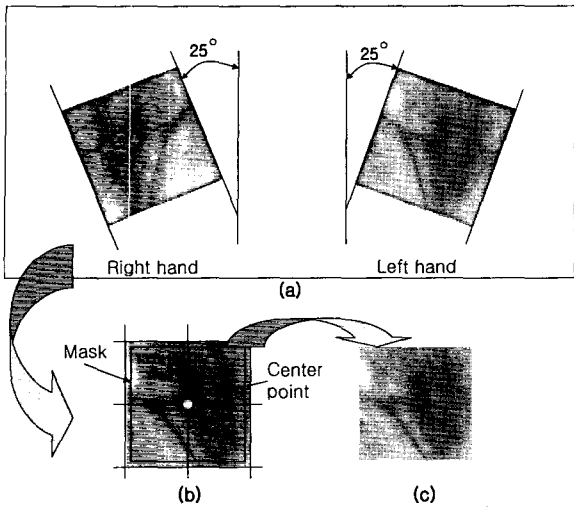 25°
25°
Right hand
Left hand
(a)
Mask
Center
point
(b)
(c)